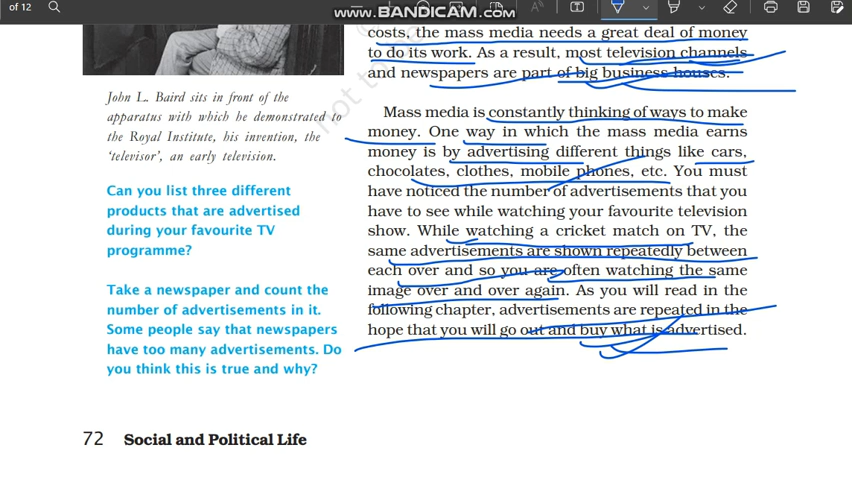 of 12
www.BANDICAM.com
costs, the mass media needs a great deal of money
to do its work. As a result, most television channels
and newspapers are part of big business houses.
not to
John L. Baird sits in front of the
apparatus with which he demonstrated to
the Royal Institute, his invention, the
‘televisor’, an early television.
Can you list three different
products that are advertised
during your favourite TV
programme?
Take a newspaper and count the
number of advertisements in it.
Some people say that newspapers
have too many advertisements. Do
you think this is true and why?
Mass media is constantly thinking of ways to make
money. One way in which the mass media earns
money is by advertising different things like cars,
chocolates, clothes, mobile phones, etc. You must
have noticed the number of advertisements that you
have to see while watching your favourite television
show. While watching a cricket match on TV, the
same advertisements are shown repeatedly between
each over and so you are often watching the same
image over and over again. As you will read in the
following chapter, advertisements are repeated in the
hope that you will go out and buy what is advertised.
72 Social and Political Life